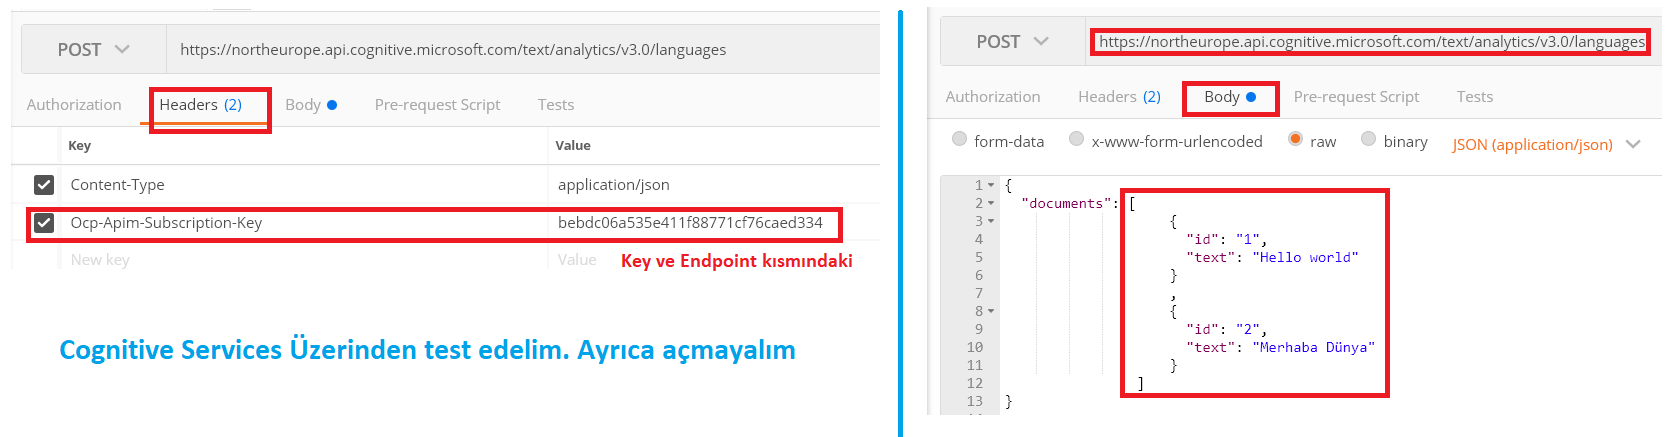 POST https://northeurope.api.cognitive.microsoft.com/text/analytics/v3.0/languages
Authorization Headers (2) Body Pre-request Script Tests
Key Value
Content-Type application/json
Ocp-Apim-Subscription-Key bebdc06a535e411f88771cf76caed334
New key Value Key ve Endpoint kısmındaki
Cognitive Services Üzerinden test edelim. Ayrıca açmayalım
POST https://northeurope.api.cognitive.microsoft.com/text/analytics/v3.0/languages
Authorization Headers (2) Body Pre-request Script Tests
form-data x-www-form-urlencoded raw binary JSON (application/json)
1 {
2 "documents": [
3 {
4 "id": "1",
5 "text": "Hello world"
6 }
7 ,
8 {
9 "id": "2",
10 "text": "Merhaba Dünya"
11 }
12 ]
13 }